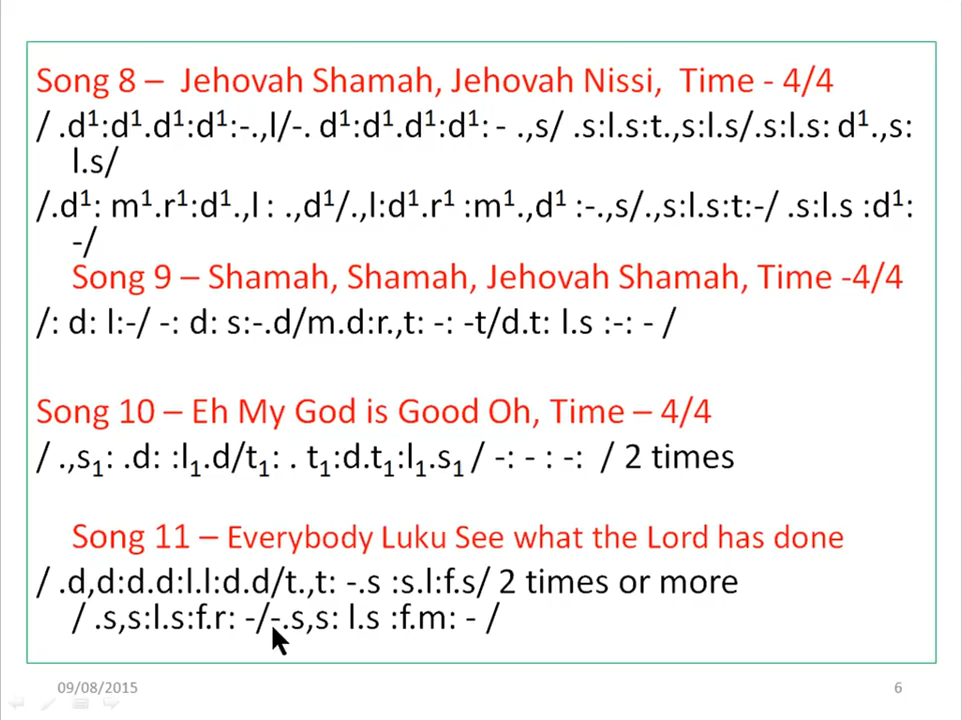 Song 8 – Jehovah Shamah, Jehovah Nissi, Time - 4/4
/ .d¹:d¹.d¹:d¹:-.,l/-. d¹:d¹.d¹:d¹: - .,s/ .s:l.s:t.,s:l.s/.s:l.s: d¹.,s:
l.s/
/.d¹: m¹.r¹:d¹.,l : .,d¹/.,l:d¹.r¹ :m¹.,d¹ :-.,s/.,s:l.s:t:-/ .s:l.s :d¹:
-/
Song 9 – Shamah, Shamah, Jehovah Shamah, Time -4/4
/: d: l:-/ -: d: s:-.d/m.d:r.,t: -: -t/d.t: l.s :-: - /
Song 10 – Eh My God is Good Oh, Time – 4/4
/ .,s₁: .d: :l₁.d/t₁: . t₁:d.t₁:l₁.s₁ / -: - : -: / 2 times
Song 11 – Everybody Luku See what the Lord has done
/ .d,d:d.d:l.l:d.d/t.,t: -.s :s.l:f.s/ 2 times or more
/ .s,s:l.s:f.r: -/-.s,s: l.s :f.m: - /
09/08/2015
6